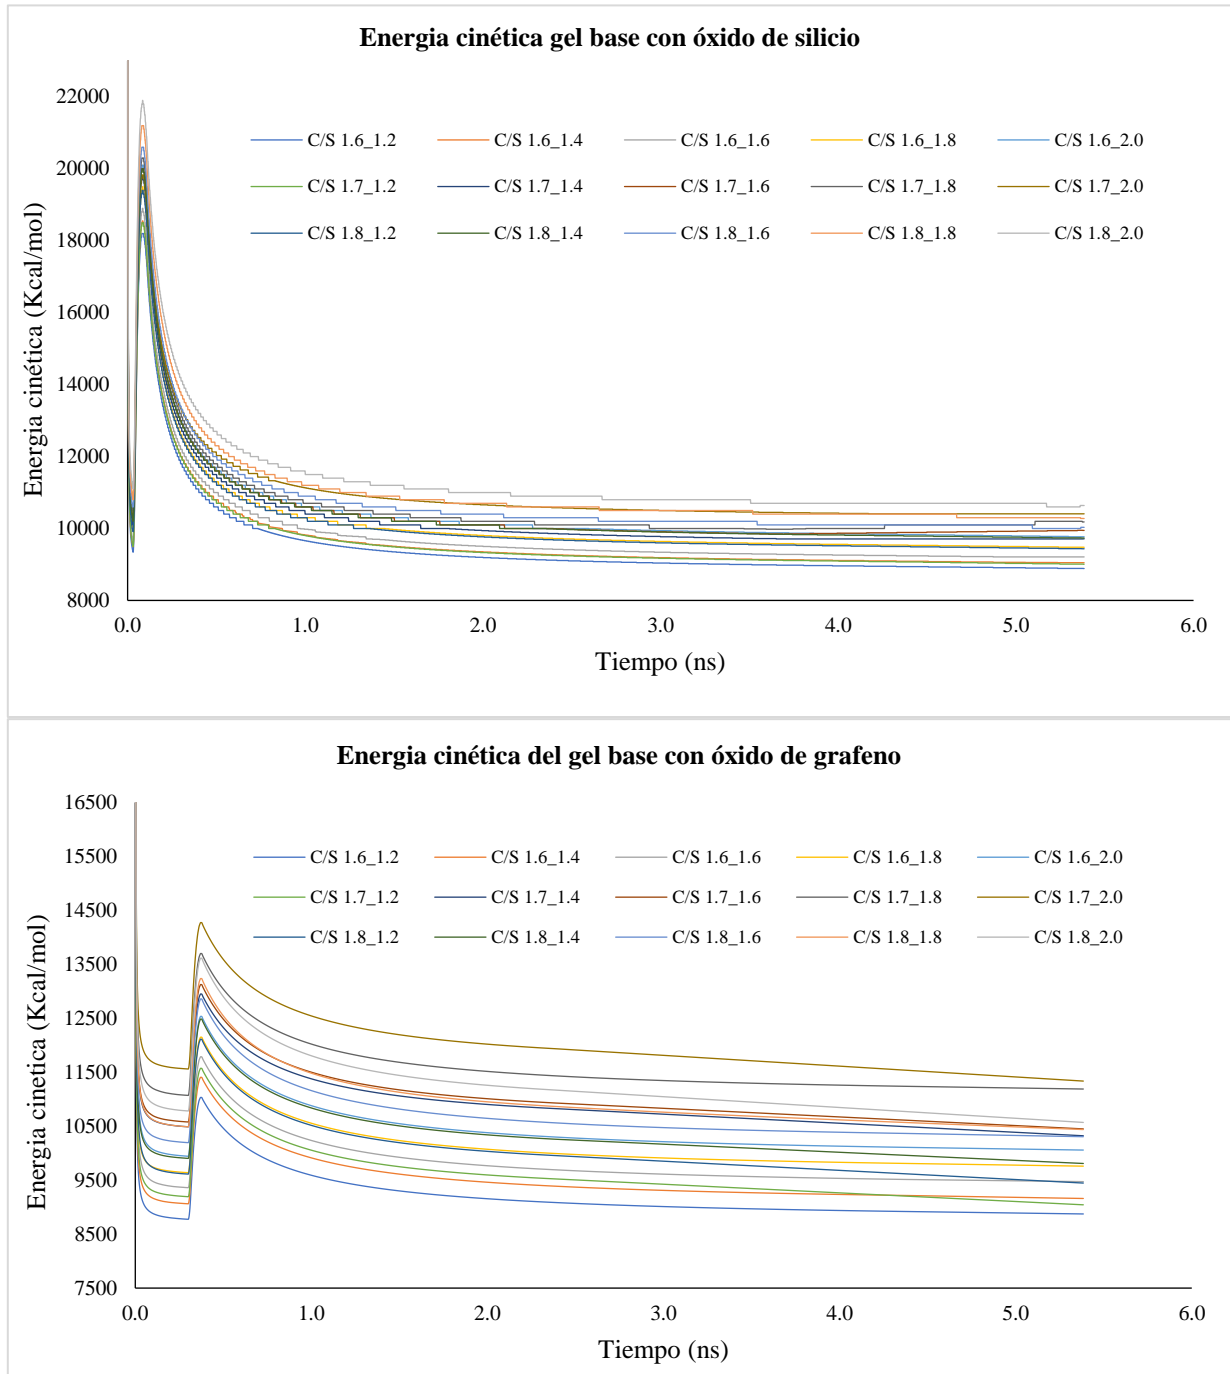 Energia cinética gel base con óxido de silicio
22000
20000
18000
16000
14000
12000
10000
8000
Energia cinética (Kcal/mol)
C/S 1.6_1.2 C/S 1.6_1.4 C/S 1.6_1.6 C/S 1.6_1.8 C/S 1.6_2.0
C/S 1.7_1.2 C/S 1.7_1.4 C/S 1.7_1.6 C/S 1.7_1.8 C/S 1.7_2.0
C/S 1.8_1.2 C/S 1.8_1.4 C/S 1.8_1.6 C/S 1.8_1.8 C/S 1.8_2.0
0.0 1.0 2.0 3.0 4.0 5.0 6.0
Tiempo (ns)
Energia cinética del gel base con óxido de grafeno
16500
15500
14500
13500
12500
11500
10500
9500
8500
7500
Energia cinetica (Kcal/mol)
C/S 1.6_1.2 C/S 1.6_1.4 C/S 1.6_1.6 C/S 1.6_1.8 C/S 1.6_2.0
C/S 1.7_1.2 C/S 1.7_1.4 C/S 1.7_1.6 C/S 1.7_1.8 C/S 1.7_2.0
C/S 1.8_1.2 C/S 1.8_1.4 C/S 1.8_1.6 C/S 1.8_1.8 C/S 1.8_2.0
0.0 1.0 2.0 3.0 4.0 5.0 6.0
Tiempo (ns)